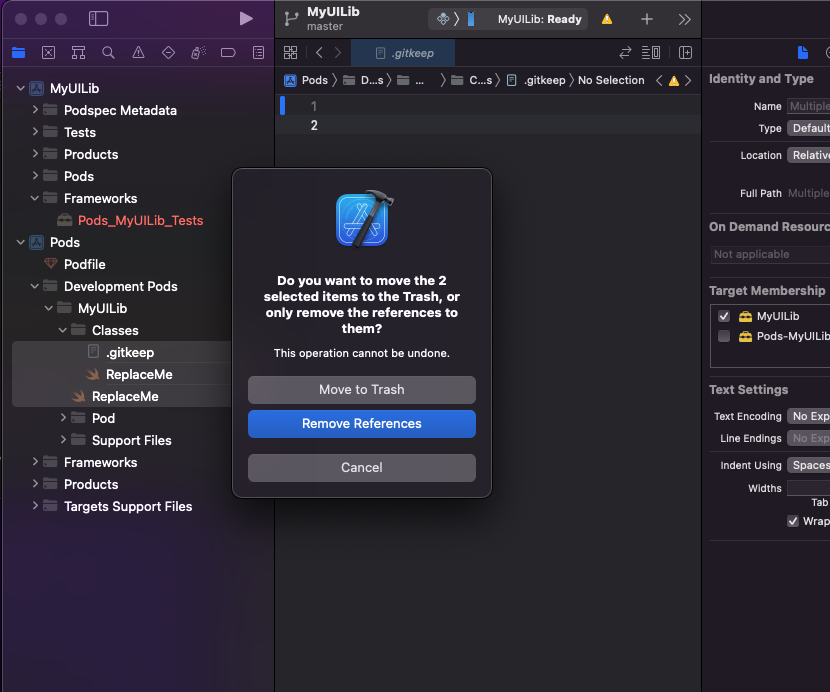 MyUILib
master
MyUILib: Ready
.gitkeep
Pods
D...s
...
C...s
.gitkeep
No Selection
1
2
MyUILib
Podspec Metadata
Tests
Products
Pods
Frameworks
Pods_MyUILib_Tests
Pods
Podfile
Development Pods
MyUILib
Classes
.gitkeep
ReplaceMe
ReplaceMe
Pod
Support Files
Frameworks
Products
Targets Support Files
Do you want to move the 2
selected items to the Trash, or
only remove the references to
them?
This operation cannot be undone.
Move to Trash
Remove References
Cancel
Identity and Type
Name Multiple
Type Default
Location Relative
Full Path Multiple
On Demand Resourc
Not applicable
Target Membership
MyUILib
Pods-MyUILib
Text Settings
Text Encoding No Exp
Line Endings No Exp
Indent Using Spaces
Widths
Tab
Wrap